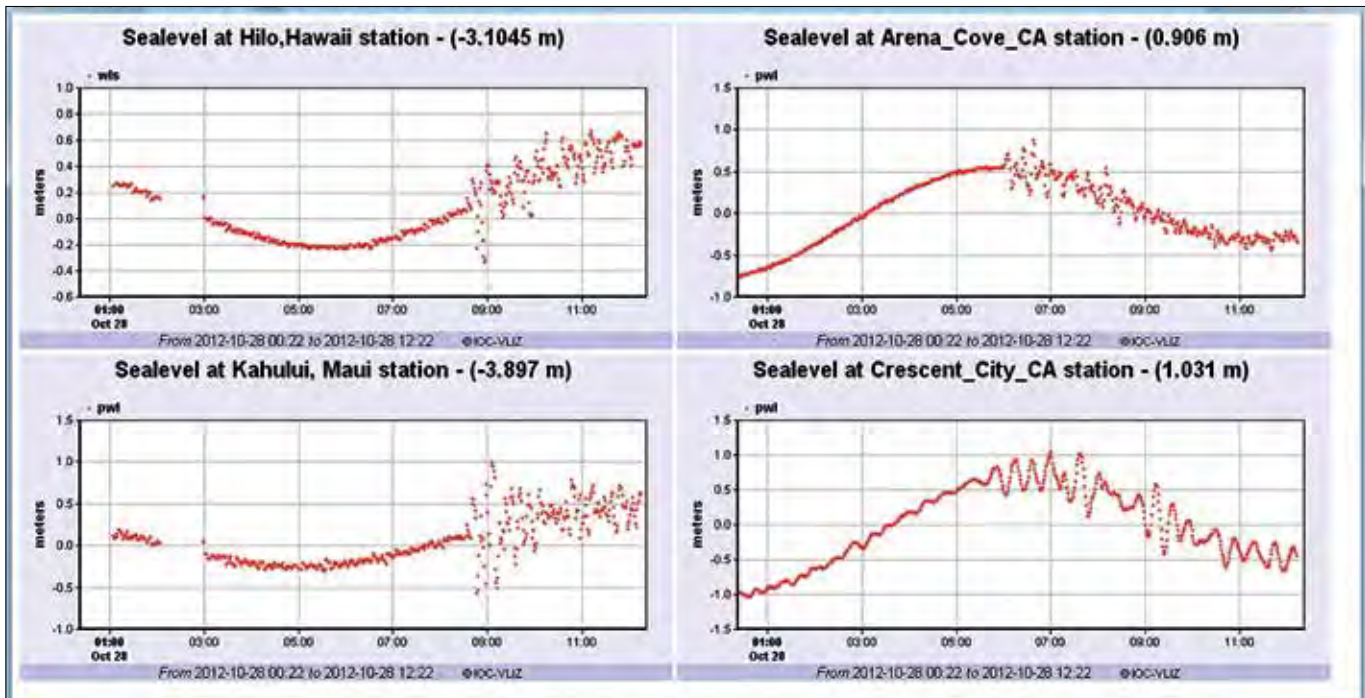 Sealevel at Hilo,Hawaii station - (-3.1045 m)
· wls
meters
1.0
0.8
0.6
0.4
0.2
0.0
-0.2
-0.4
-0.6
01:00 03:00 05:00 07:00 09:00 11:00
Oct 28
From 2012-10-28 00:22 to 2012-10-28 12:22 ©IOC-VLIZ
Sealevel at Arena_Cove_CA station - (0.906 m)
· pwl
meters
1.5
1.0
0.5
0.0
-0.5
-1.0
01:00 03:00 05:00 07:00 09:00 11:00
Oct 28
From 2012-10-28 00:22 to 2012-10-28 12:22 ©IOC-VLIZ
Sealevel at Kahului, Maui station - (-3.897 m)
· pwl
meters
1.5
1.0
0.5
0.0
-0.5
-1.0
01:00 03:00 05:00 07:00 09:00 11:00
Oct 28
From 2012-10-28 00:22 to 2012-10-28 12:22 ©IOC-VLIZ
Sealevel at Crescent_City_CA station - (1.031 m)
· pwl
meters
1.5
1.0
0.5
0.0
-0.5
-1.0
-1.5
01:00 03:00 05:00 07:00 09:00 11:00
Oct 28
From 2012-10-28 00:22 to 2012-10-28 12:22 ©IOC-VLIZ